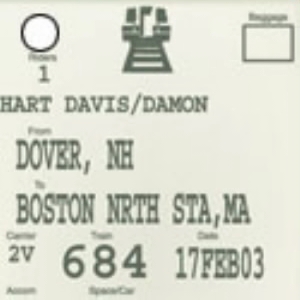 Baggage
Riders
1
HART DAVIS/DAMON
From
DOVER, NH
To
BOSTON NRTH STA,MA
Carrier Train Date
2V 684 17FEB03
Accom Space/Car